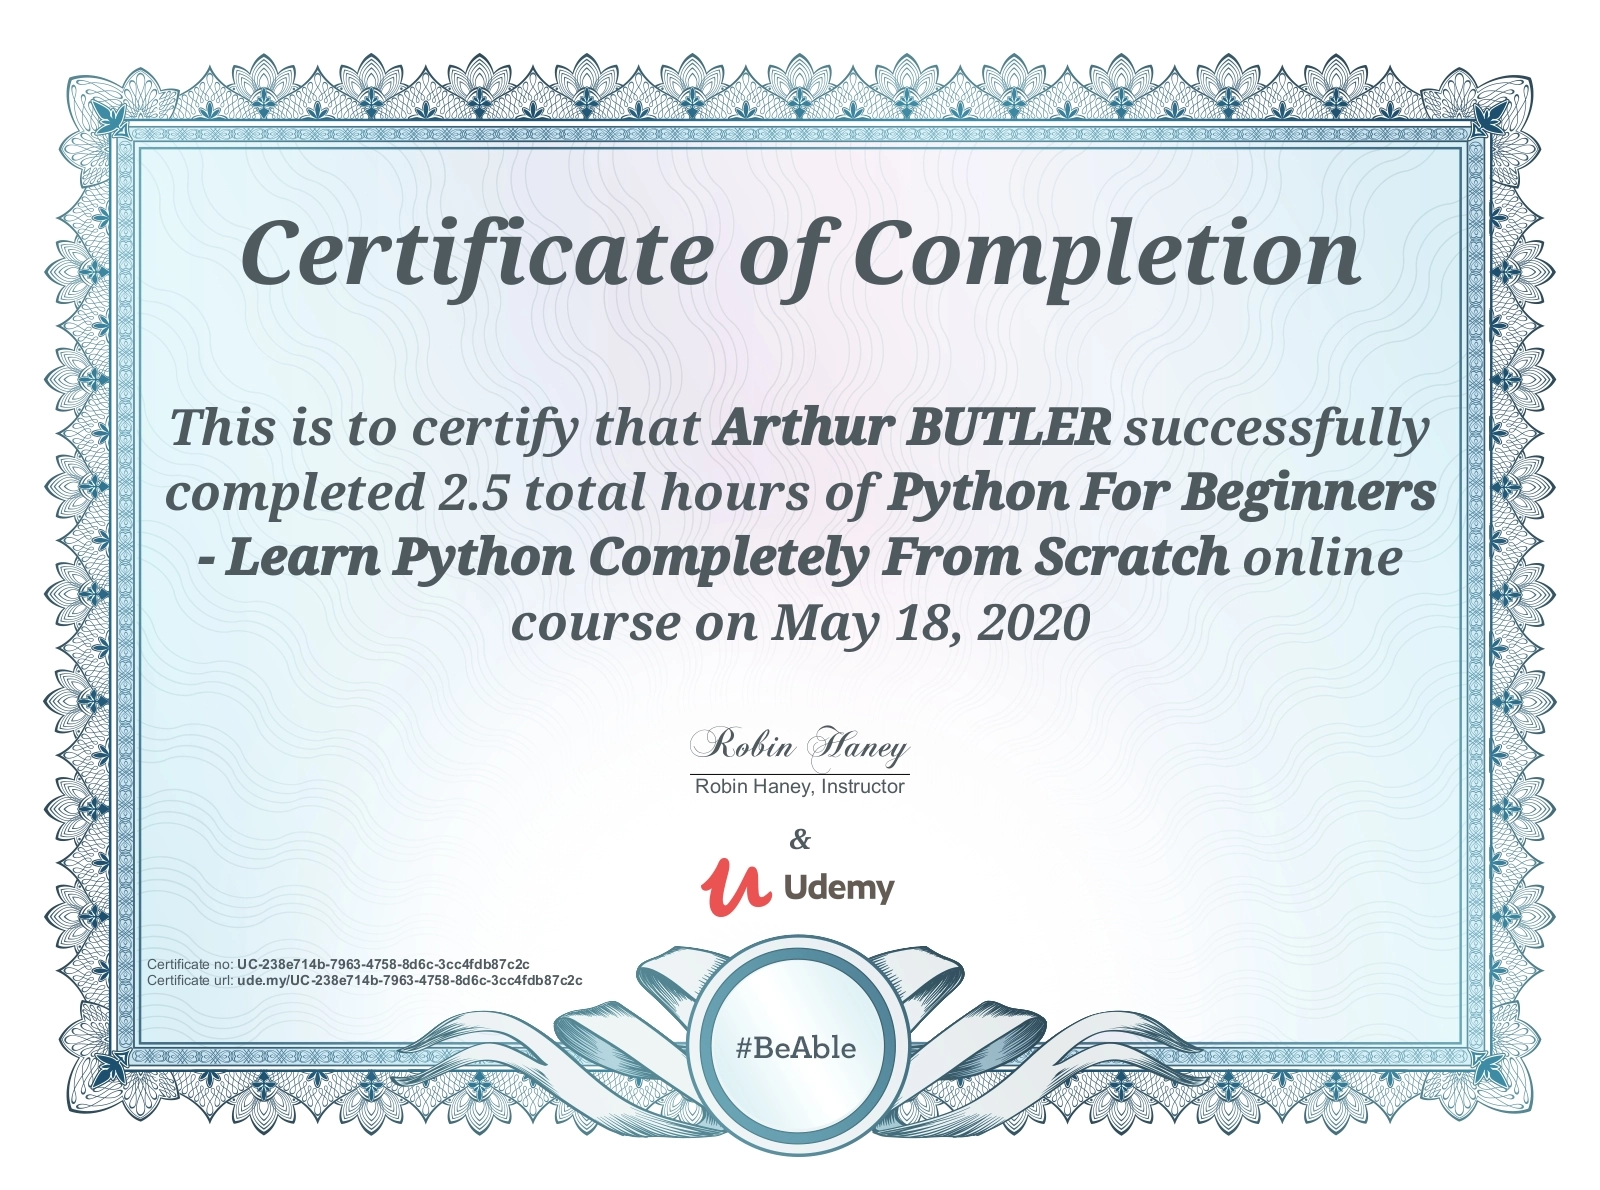 Certificate of Completion
This is to certify that Arthur BUTLER successfully
completed 2.5 total hours of Python For Beginners
- Learn Python Completely From Scratch online
course on May 18, 2020
Robin Haney
Robin Haney, Instructor
&
Udemy
Certificate no: UC-238e714b-7963-4758-8d6c-3cc4fdb87c2c
Certificate url: ude.my/UC-238e714b-7963-4758-8d6c-3cc4fdb87c2c
#BeAble